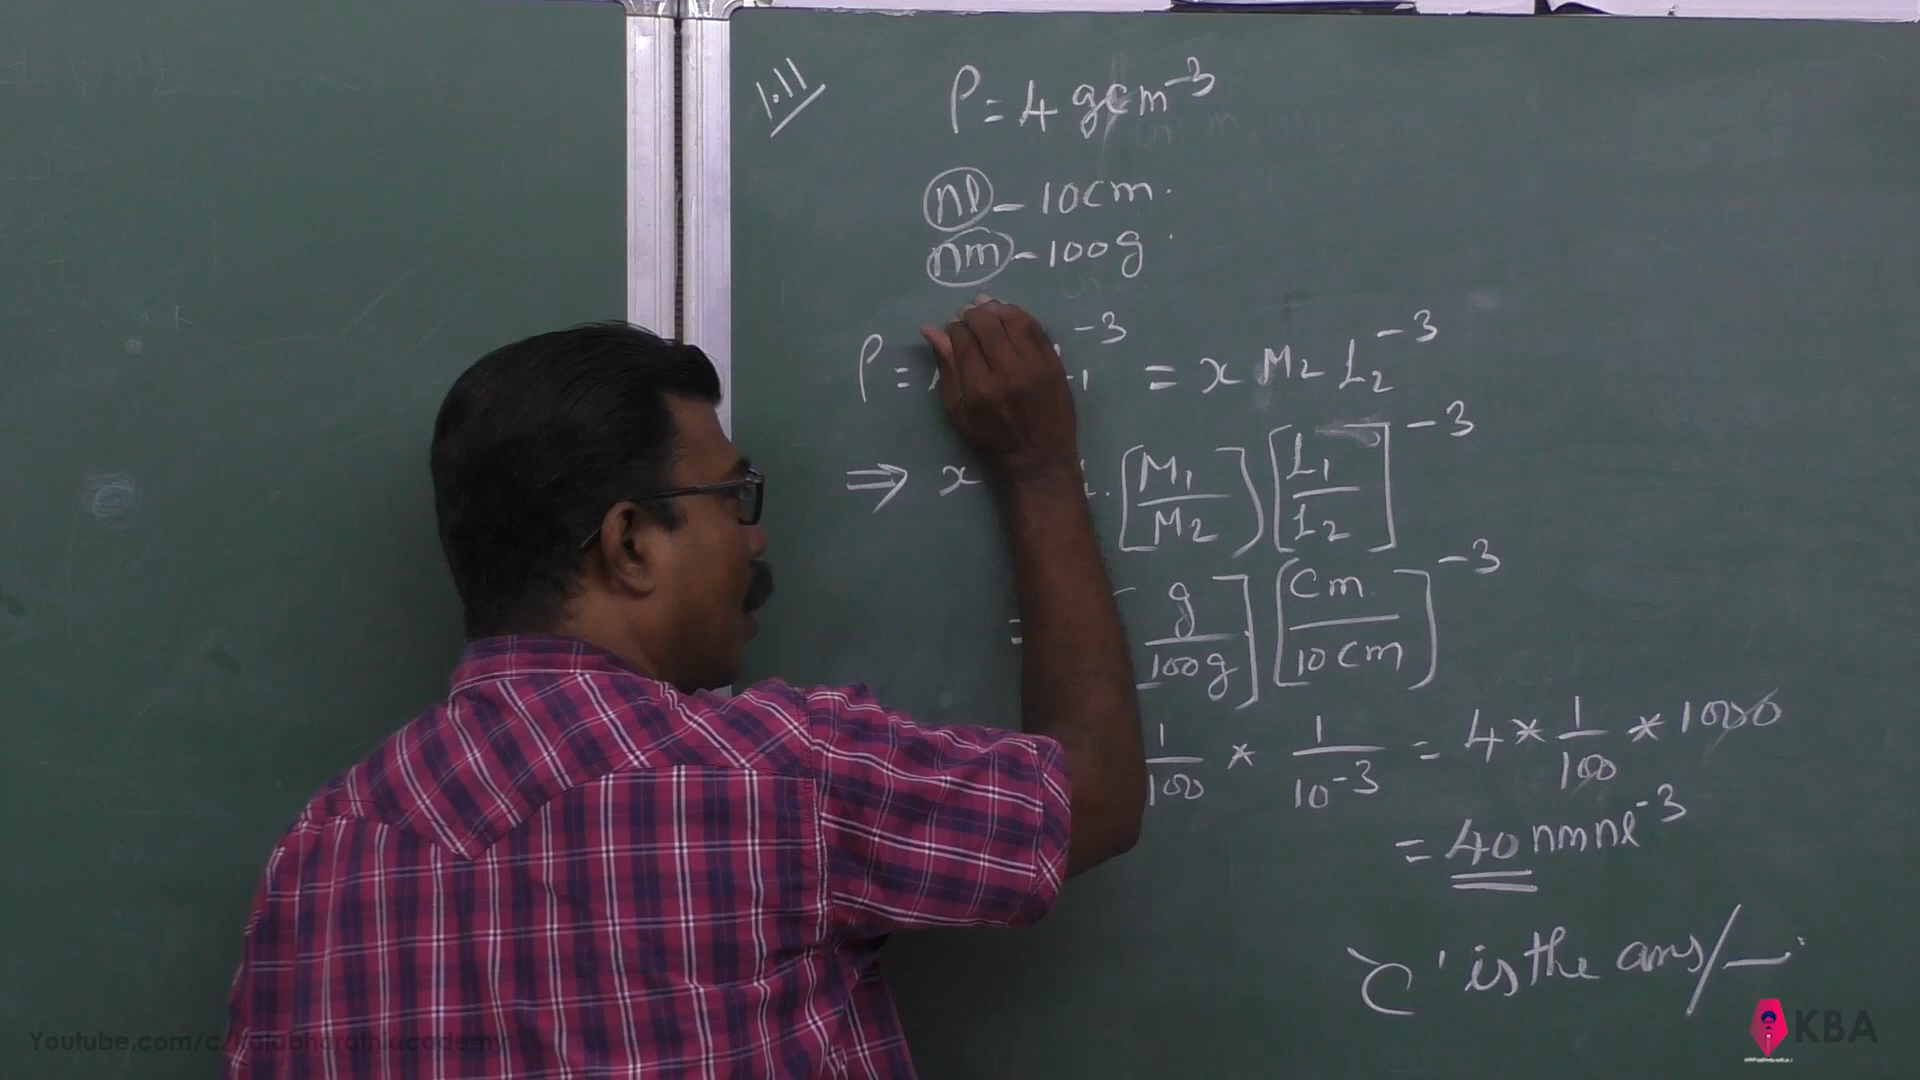 1.11
ρ = 4 gcm⁻³
nl - 10cm.
nm - 100g
ρ = ⁻³ = x M₂ L₂⁻³
⇒ x . [M₁/M₂] [L₁/L₂]⁻³
= [g/100g] [cm/10cm]⁻³
1/100 * 1/10⁻³ = 4 * 1/100 * 1000
= 40 nmnl⁻³
'C' is the ans/-
KBA